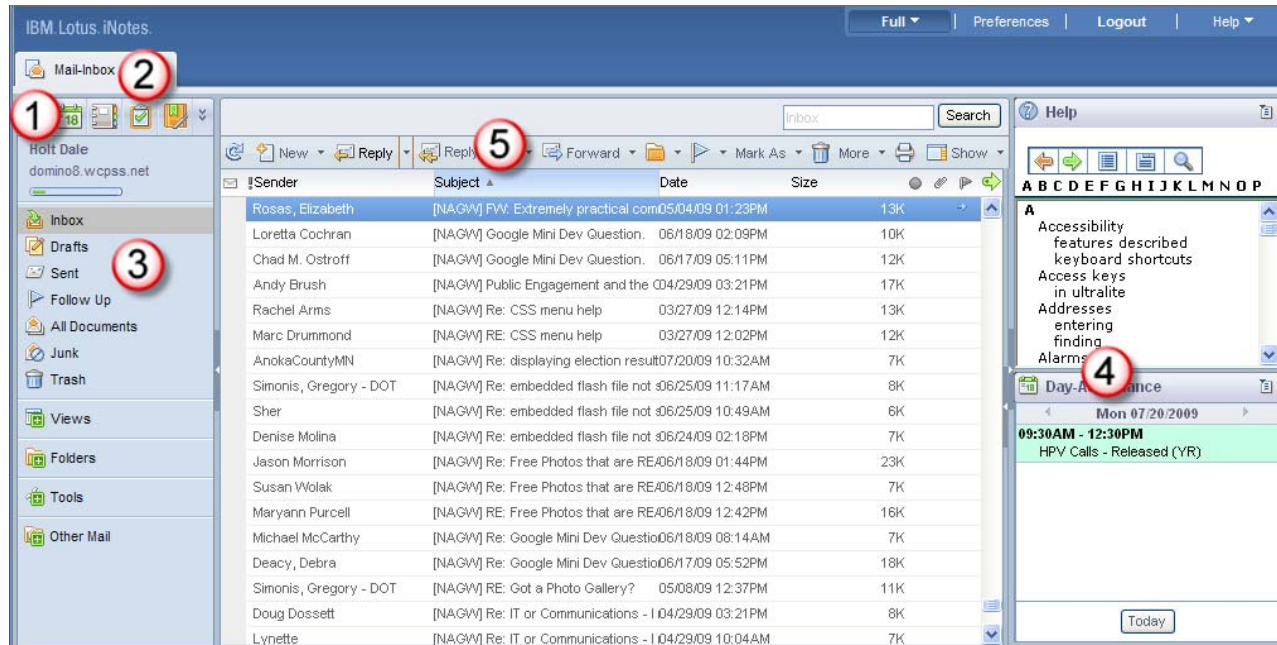 IBM. Lotus. iNotes.
Full | Preferences | Logout | Help
Mail-Inbox 2
1 18
Holt Dale
domino8.wcpss.net
Inbox
Drafts
3
Sent
Follow Up
All Documents
Junk
Trash
Views
Folders
Tools
Other Mail
Inbox Search
5
New Reply Reply Forward Mark As More Show
!Sender Subject Date Size
Rosas, Elizabeth [NAGW] FW: Extremely practical com 05/04/09 01:23PM 13K
Loretta Cochran [NAGW] Google Mini Dev Question. 06/18/09 02:09PM 10K
Chad M. Ostroff [NAGW] Google Mini Dev Question. 06/17/09 05:11PM 12K
Andy Brush [NAGW] Public Engagement and the 04/29/09 03:21PM 17K
Rachel Arms [NAGW] Re: CSS menu help 03/27/09 12:14PM 13K
Marc Drummond [NAGW] RE: CSS menu help 03/27/09 12:02PM 12K
AnokaCountyMN [NAGW] Re: displaying election result 07/20/09 10:32AM 7K
Simonis, Gregory - DOT [NAGW] Re: embedded flash file not 06/25/09 11:17AM 8K
Sher [NAGW] Re: embedded flash file not 06/25/09 10:49AM 6K
Denise Molina [NAGW] Re: embedded flash file not 06/24/09 02:18PM 7K
Jason Morrison [NAGW] Re: Free Photos that are RE 06/18/09 01:44PM 23K
Susan Wolak [NAGW] Re: Free Photos that are RE 06/18/09 12:48PM 7K
Maryann Purcell [NAGW] RE: Free Photos that are RE 06/18/09 12:42PM 16K
Michael McCarthy [NAGW] Re: Google Mini Dev Questio 06/18/09 08:14AM 7K
Deacy, Debra [NAGW] Re: Google Mini Dev Questio 06/17/09 05:52PM 18K
Simonis, Gregory - DOT [NAGW] RE: Got a Photo Gallery? 05/08/09 12:37PM 11K
Doug Dossett [NAGW] Re: IT or Communications - 04/29/09 03:21PM 8K
Lynette [NAGW] Re: IT or Communications - 04/29/09 10:04AM 7K
Help
A B C D E F G H I J K L M N O P
A
Accessibility
features described
keyboard shortcuts
Access keys
in ultralite
Addresses
entering
finding
Alarms
4
Day-A nce
Mon 07/20/2009
09:30AM - 12:30PM
HPV Calls - Released (YR)
Today